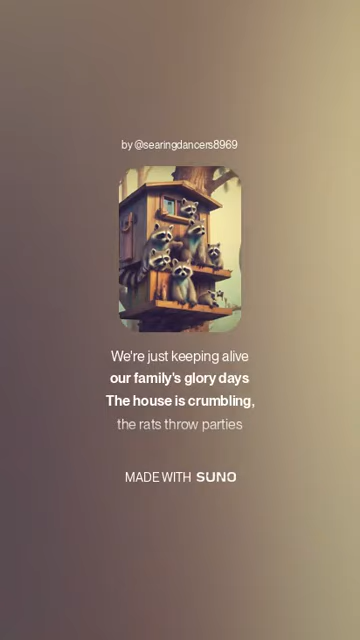 by @searingdancers8969
We're just keeping alive
our family's glory days
The house is crumbling,
the rats throw parties
MADE WITH SUNO